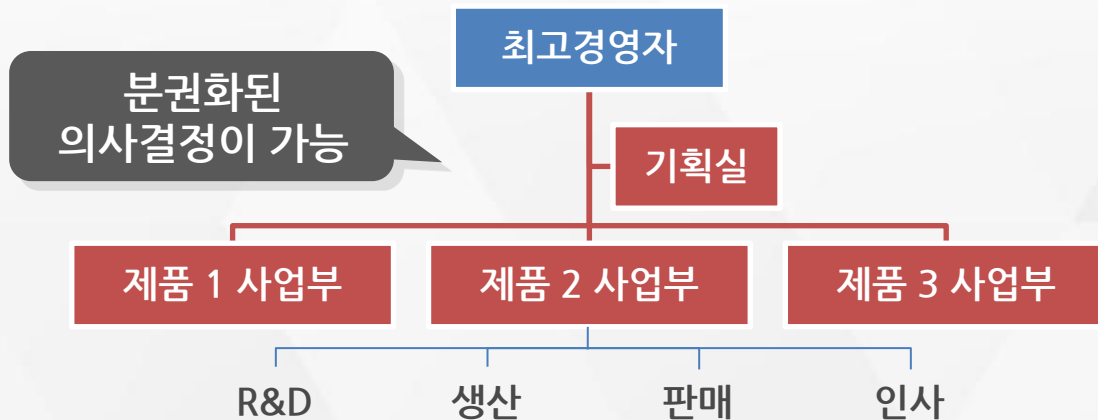 최고경영자
분권화된
의사결정이 가능
기획실
제품 1 사업부
제품 2 사업부
제품 3 사업부
R&D
생산
판매
인사